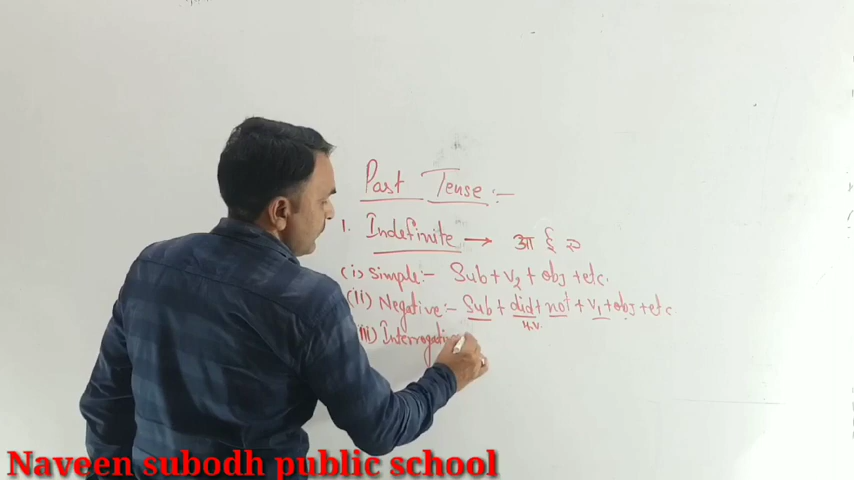 Past Tense :-
1. Indefinite → आ ई ए
(i) Simple:- Sub + V2 + obj + etc.
(ii) Negative:- Sub + did + not + V1 + obj + etc
H.V.
(iii) Interrogativ
Naveen subodh public school